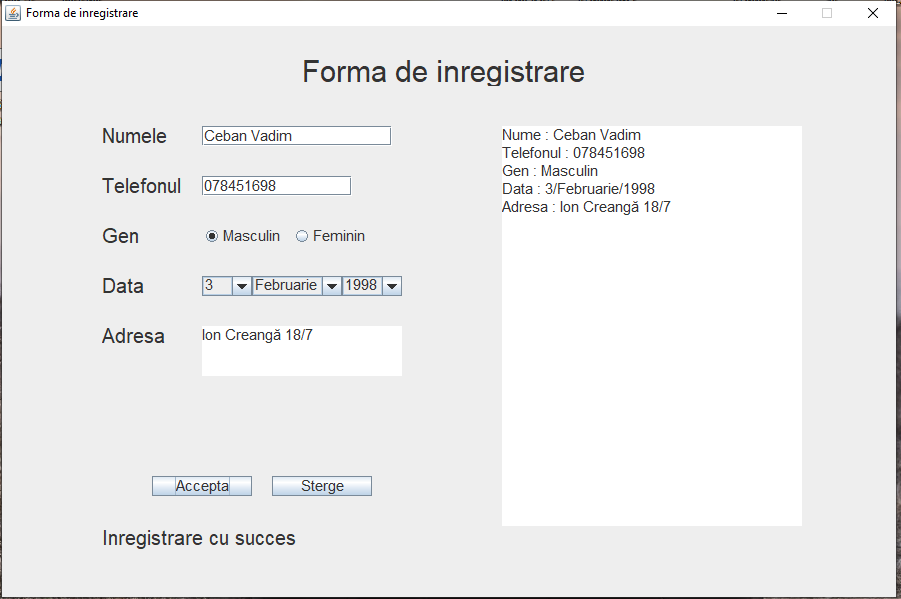 Forma de inregistrare
Forma de inregistrare
Numele
Ceban Vadim
Telefonul
078451698
Gen
Masculin
Feminin
Data
3
Februarie
1998
Adresa
Ion Creangă 18/7
Accepta
Sterge
Inregistrare cu succes
Nume : Ceban Vadim
Telefonul : 078451698
Gen : Masculin
Data : 3/Februarie/1998
Adresa : Ion Creangă 18/7